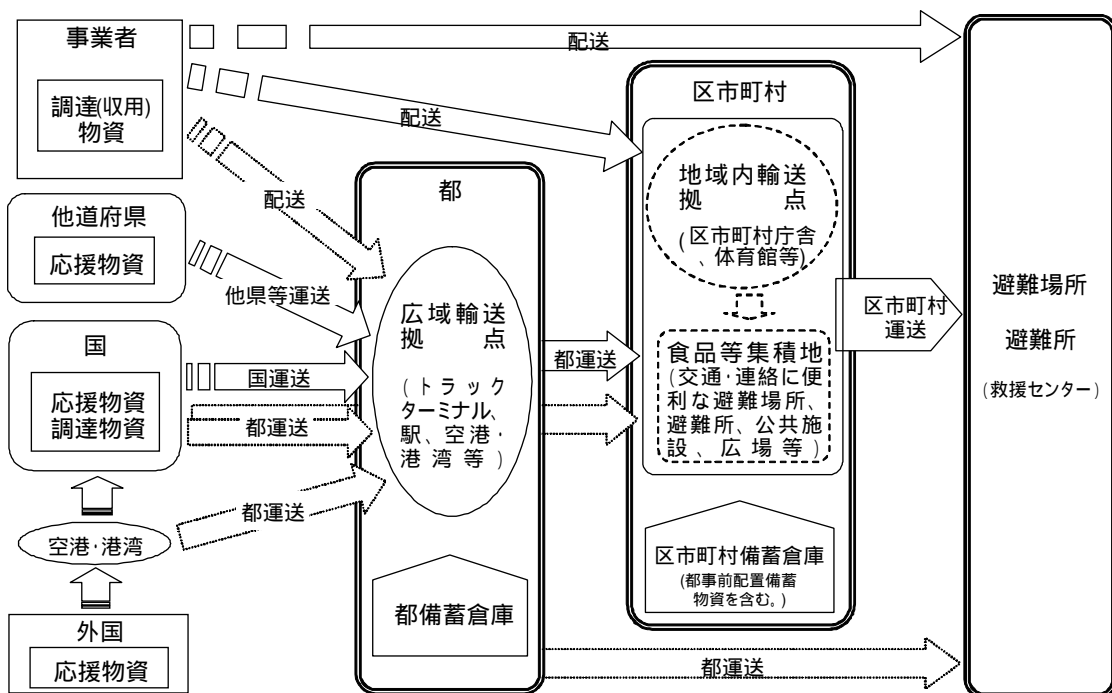 事業者
調達(収用)
物資
他道府県
応援物資
国
応援物資
調達物資
空港・港湾
外国
応援物資
配送
配送
配送
他県等運送
国運送
都運送
都運送
都
広域輸送
拠点
(トラック
ターミナル、
駅、空港・
港湾等)
都備蓄倉庫
都運送
区市町村
地域内輸送
拠点
(区市町村庁舎
、体育館等)
食品等集積地
(交通・連絡に便
利な避難場所、
避難所、公共施
設、広場等)
区市町村備蓄倉庫
(都事前配置備蓄
物資を含む。)
区市町村
運送
都運送
避難場所
避難所
(救援センター)